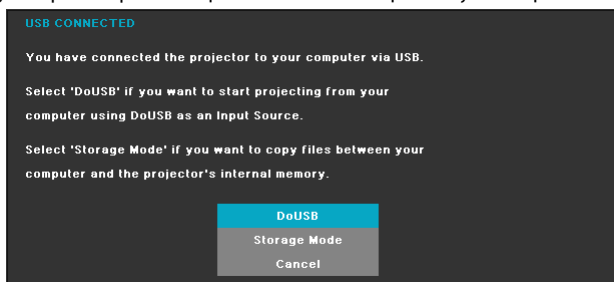 USB CONNECTED
You have connected the projector to your computer via USB.
Select 'DoUSB' if you want to start projecting from your
computer using DoUSB as an Input Source.
Select 'Storage Mode' if you want to copy files between your
computer and the projector's internal memory.
DoUSB
Storage Mode
Cancel